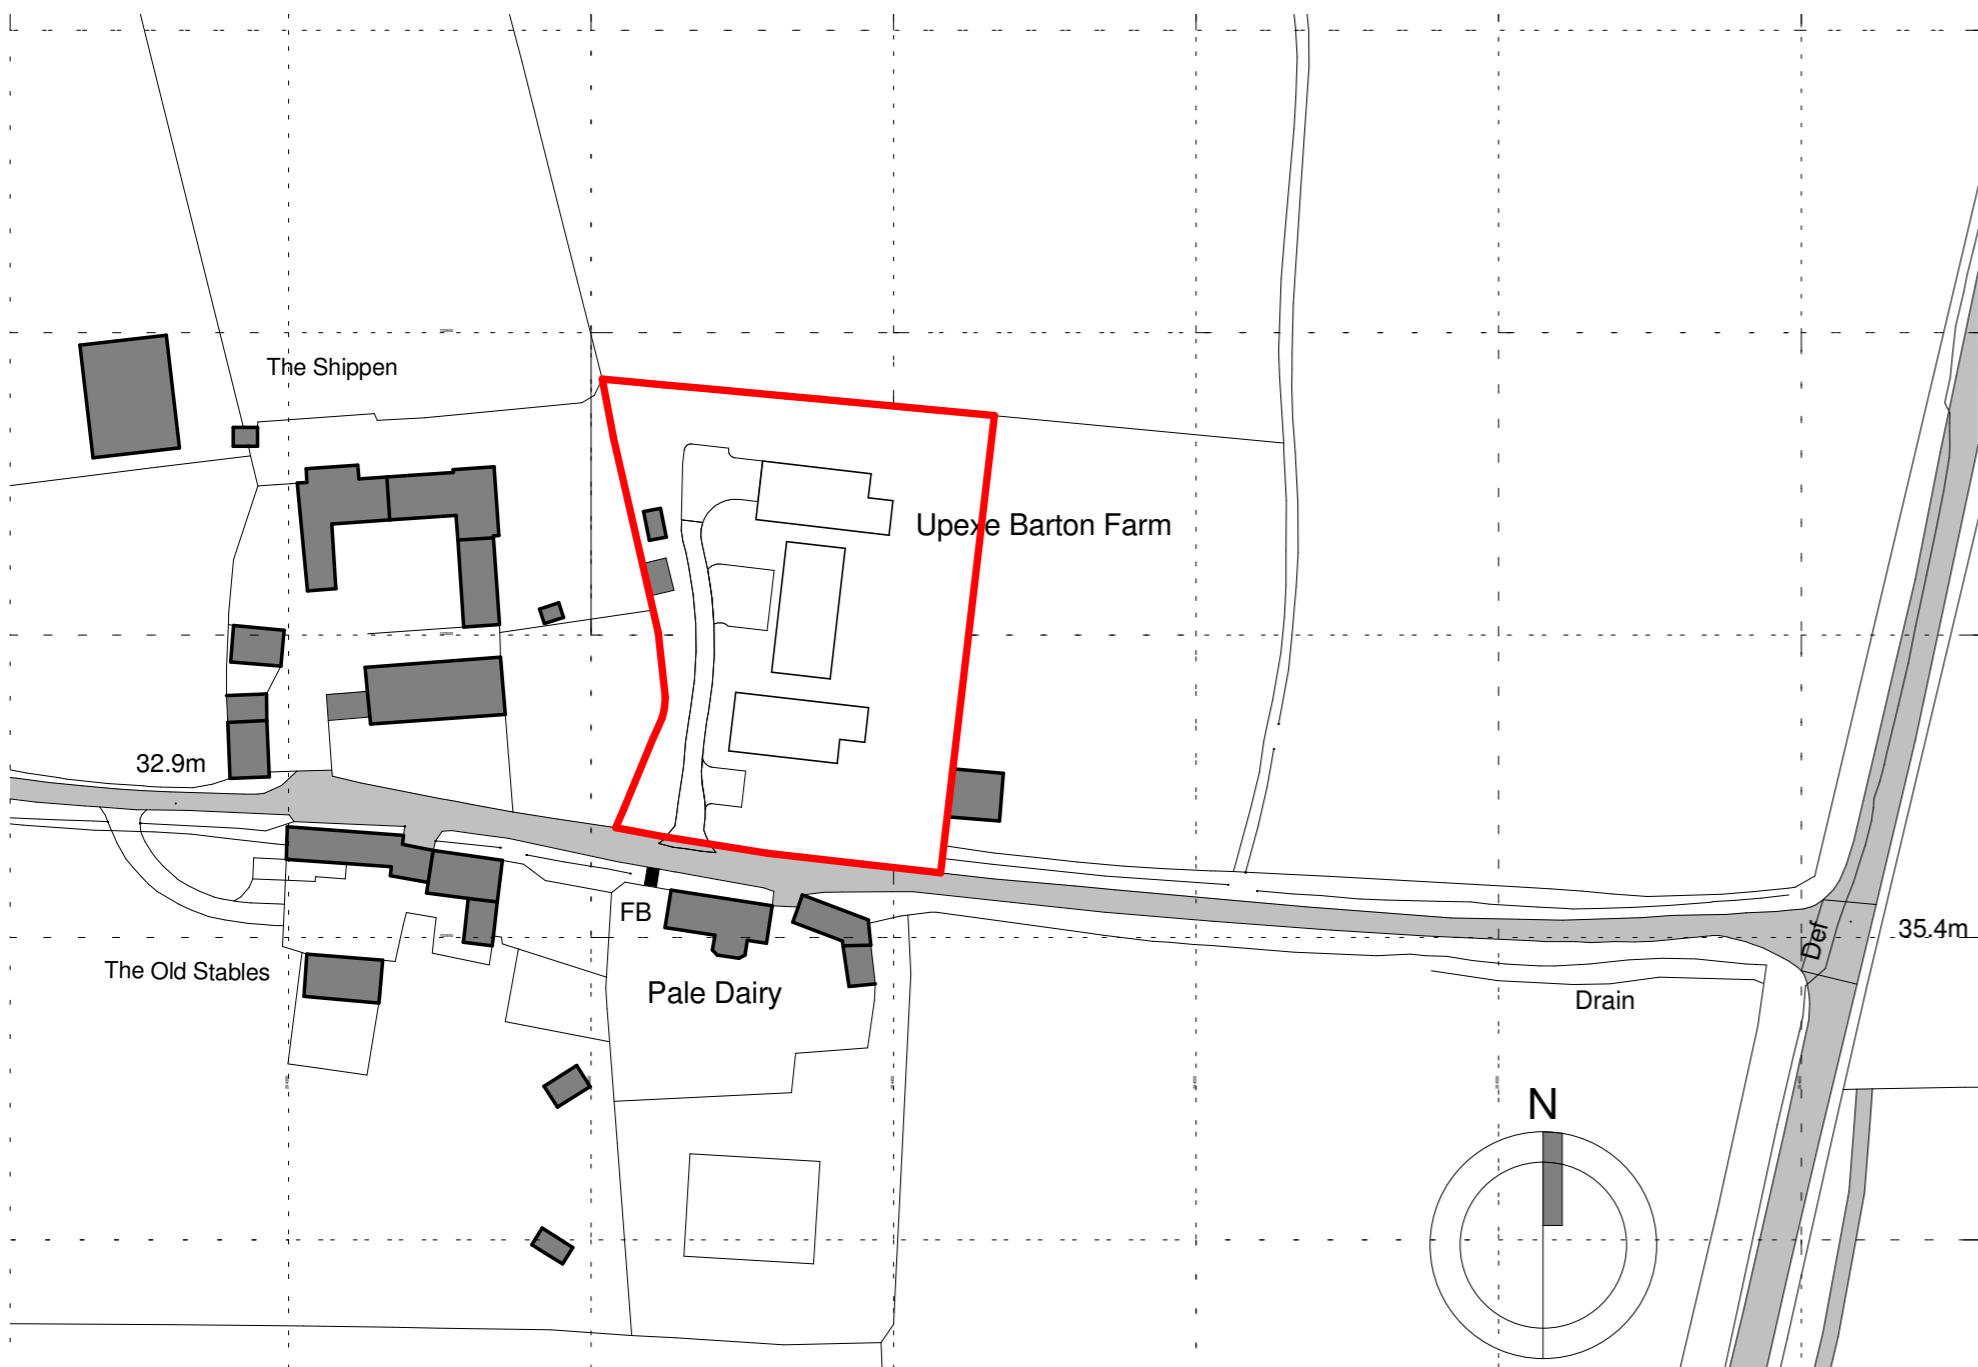 The Shippen
Upexe Barton Farm
32.9m
FB
35.4m
Def
The Old Stables
Pale Dairy
Drain
N